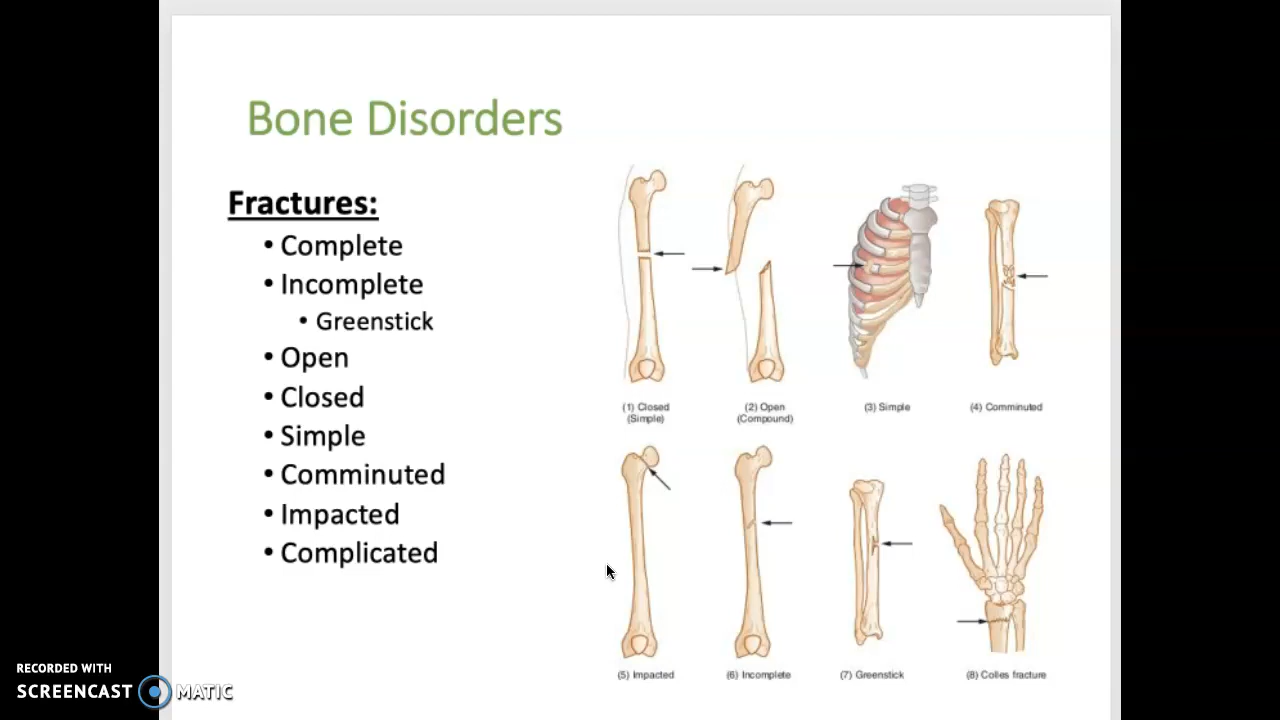 Bone Disorders
Fractures:
• Complete
• Incomplete
• Greenstick
• Open
• Closed
• Simple
• Comminuted
• Impacted
• Complicated
(1) Closed
(Simple)
(2) Open
(Compound)
(3) Simple
(4) Comminuted
(5) Impacted
(6) Incomplete
(7) Greenstick
(8) Colles fracture
RECORDED WITH
SCREENCAST MATIC